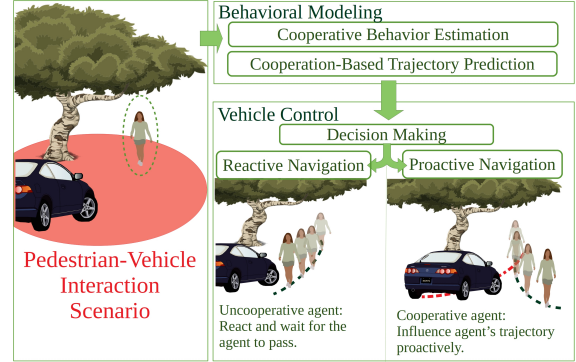 Behavioral Modeling
Cooperative Behavior Estimation
Cooperation-Based Trajectory Prediction
Vehicle Control
Decision Making
Reactive Navigation
Proactive Navigation
Pedestrian-Vehicle
Interaction
Scenario
Uncooperative agent:
React and wait for the
agent to pass.
Cooperative agent:
Influence agent's trajectory
proactively.